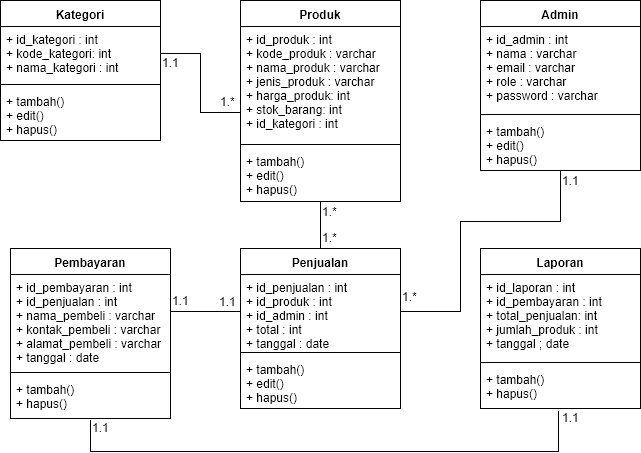 Kategori
+ id_kategori : int
+ kode_kategori : int
+ nama_kategori : int
+ tambah()
+ edit()
+ hapus()
1.1
1.*
Produk
+ id_produk : int
+ kode_produk : varchar
+ nama_produk : varchar
+ jenis_produk : varchar
+ harga_produk: int
+ stok_barang: int
+ id_kategori : int
+ tambah()
+ edit()
+ hapus()
1.*
1.*
Admin
+ id_admin : int
+ nama : varchar
+ email : varchar
+ role : varchar
+ password : varchar
+ tambah()
+ edit()
+ hapus()
1.1
1.*
Pembayaran
+ id_pembayaran : int
+ id_penjualan : int
+ nama_pembeli : varchar
+ kontak_pembeli : varchar
+ alamat_pembeli : varchar
+ tanggal : date
+ tambah()
+ hapus()
1.1
1.1
1.1
Penjualan
+ id_penjualan : int
+ id_produk : int
+ id_admin : int
+ total : int
+ tanggal : date
+ tambah()
+ edit()
+ hapus()
Laporan
+ id_laporan : int
+ id_pembayaran : int
+ total_penjualan: int
+ jumlah_produk : int
+ tanggal ; date
+ tambah()
+ hapus()
1.1